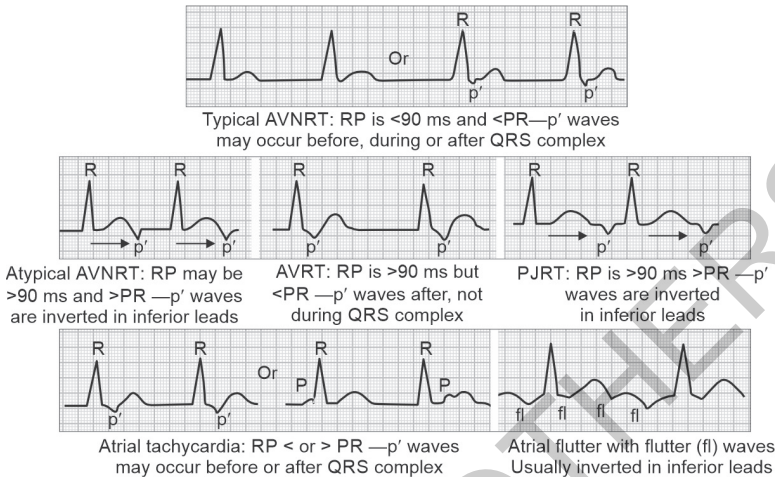 R R
Or
p′ p′
Typical AVNRT: RP is <90 ms and <PR—p′ waves
may occur before, during or after QRS complex
R R
p′ p′
Atypical AVNRT: RP may be
>90 ms and >PR —p′ waves
are inverted in inferior leads
R R
p′ p′
AVRT: RP is >90 ms but
<PR —p′ waves after, not
during QRS complex
R R
p′ p′
PJRT: RP is >90 ms >PR —p′
waves are inverted
in inferior leads
R R R R
Or
P P
p′ p′
Atrial tachycardia: RP < or > PR —p′ waves
may occur before or after QRS complex
fl fl fl fl
Atrial flutter with flutter (fl) waves
Usually inverted in inferior leads
OTHERS